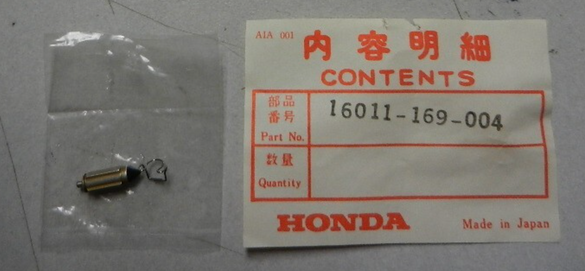 AIA 001
内容明細
CONTENTS
部品
番号
Part No.
16011-169-004
数量
Quantity
HONDA
Made in Japan